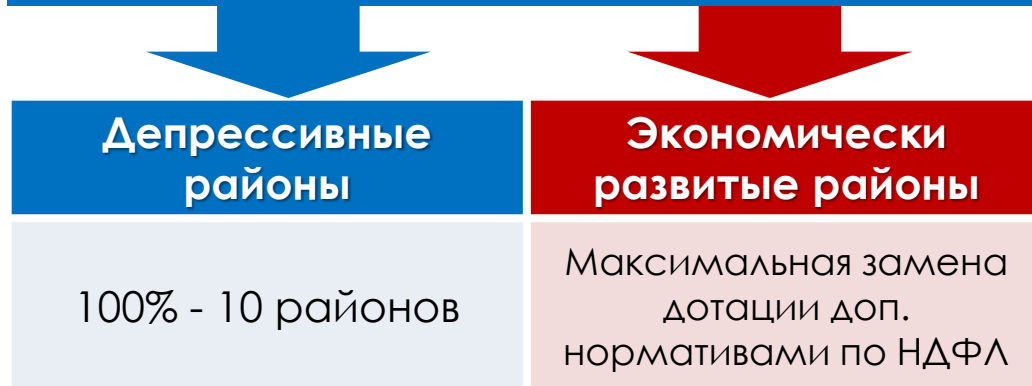 Депрессивные
районы
Экономически
развитые районы
100% - 10 районов
Максимальная замена
дотации доп.
нормативами по НДФЛ